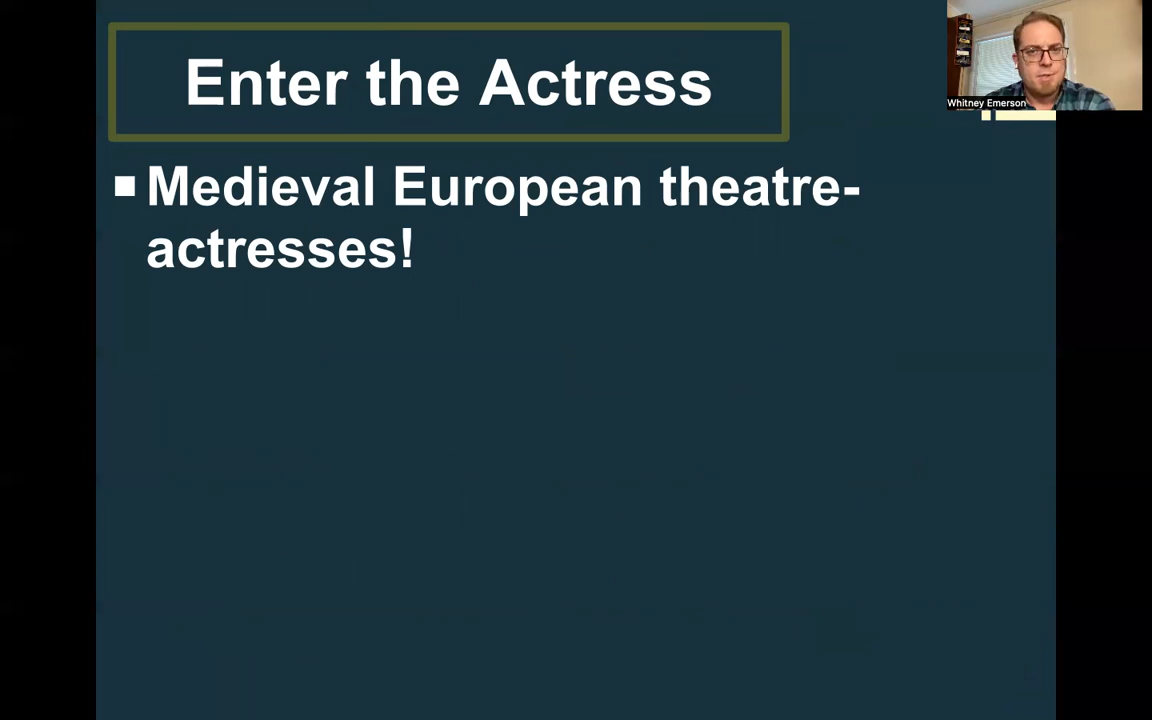 Enter the Actress
Whitney Emerson
▪ Medieval European theatre-
actresses!